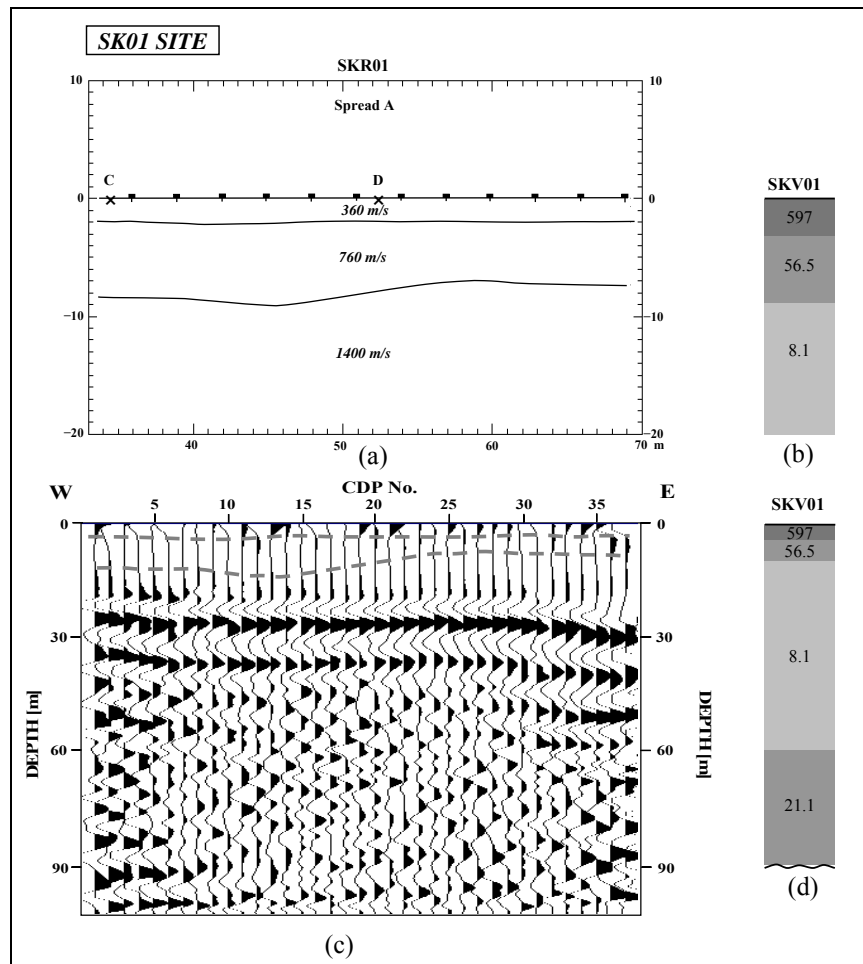 SK01 SITE
SKR01
10 10
Spread A
C D
0 0
360 m/s
760 m/s
−10 −10
1400 m/s
−20 −20
40 50 60 70 m
(a)
SKV01
597
56.5
8.1
(b)
W CDP No. E
5 10 15 20 25 30 35
0 0
30 30
DEPTH [m] DEPTH [m]
60 60
90 90
(c)
SKV01
597
56.5
8.1
21.1
(d)